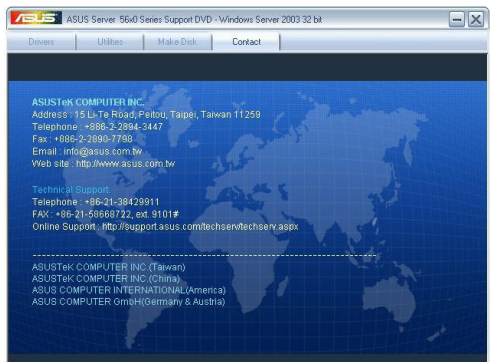 ASUS ASUS Server 56x0 Series Support DVD - Windows Server 2003 32 bit
Drivers Utilities Make Disk Contact
ASUSTeK COMPUTER INC.
Address : 15 Li-Te Road, Peitou, Taipei, Taiwan 11259
Telephone : +886-2-2894-3447
Fax : +886-2-2890-7798
Email : info@asus.com.tw
Web site : http://www.asus.com.tw
Technical Support
Telephone : +86-21-38429911
FAX : +86-21-58668722, ext. 9101#
Online Support : http://support.asus.com/techserv/techserv.aspx
ASUSTeK COMPUTER INC.(Taiwan)
ASUSTeK COMPUTER INC.(China)
ASUS COMPUTER INTERNATIONAL(America)
ASUS COMPUTER GmbH(Germany & Austria)